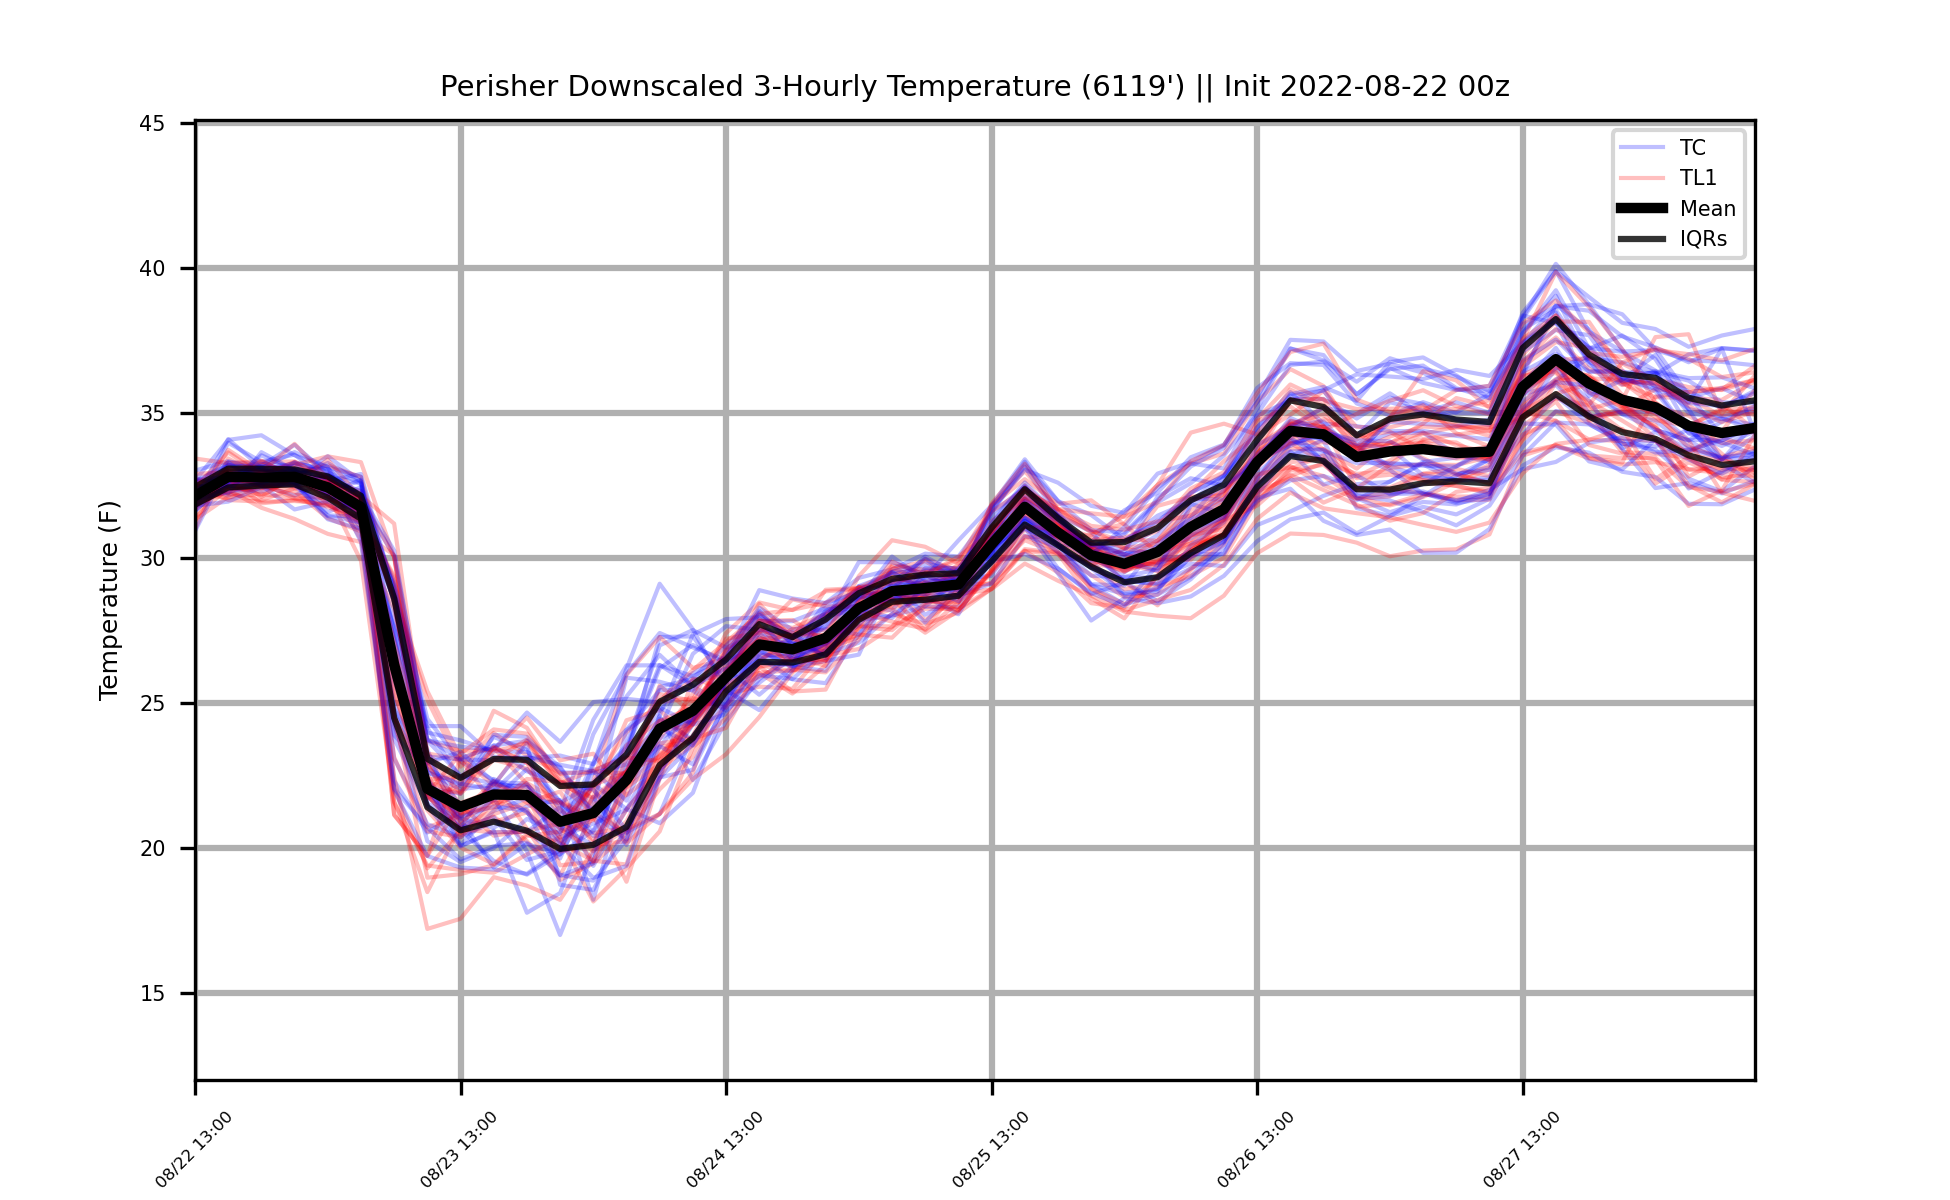 Perisher Downscaled 3-Hourly Temperature (6119') || Init 2022-08-22 00z
45
40
35
30
25
20
15
Temperature (F)
TC
TL1
Mean
IQRs
08/22 13:00
08/23 13:00
08/24 13:00
08/25 13:00
08/26 13:00
08/27 13:00